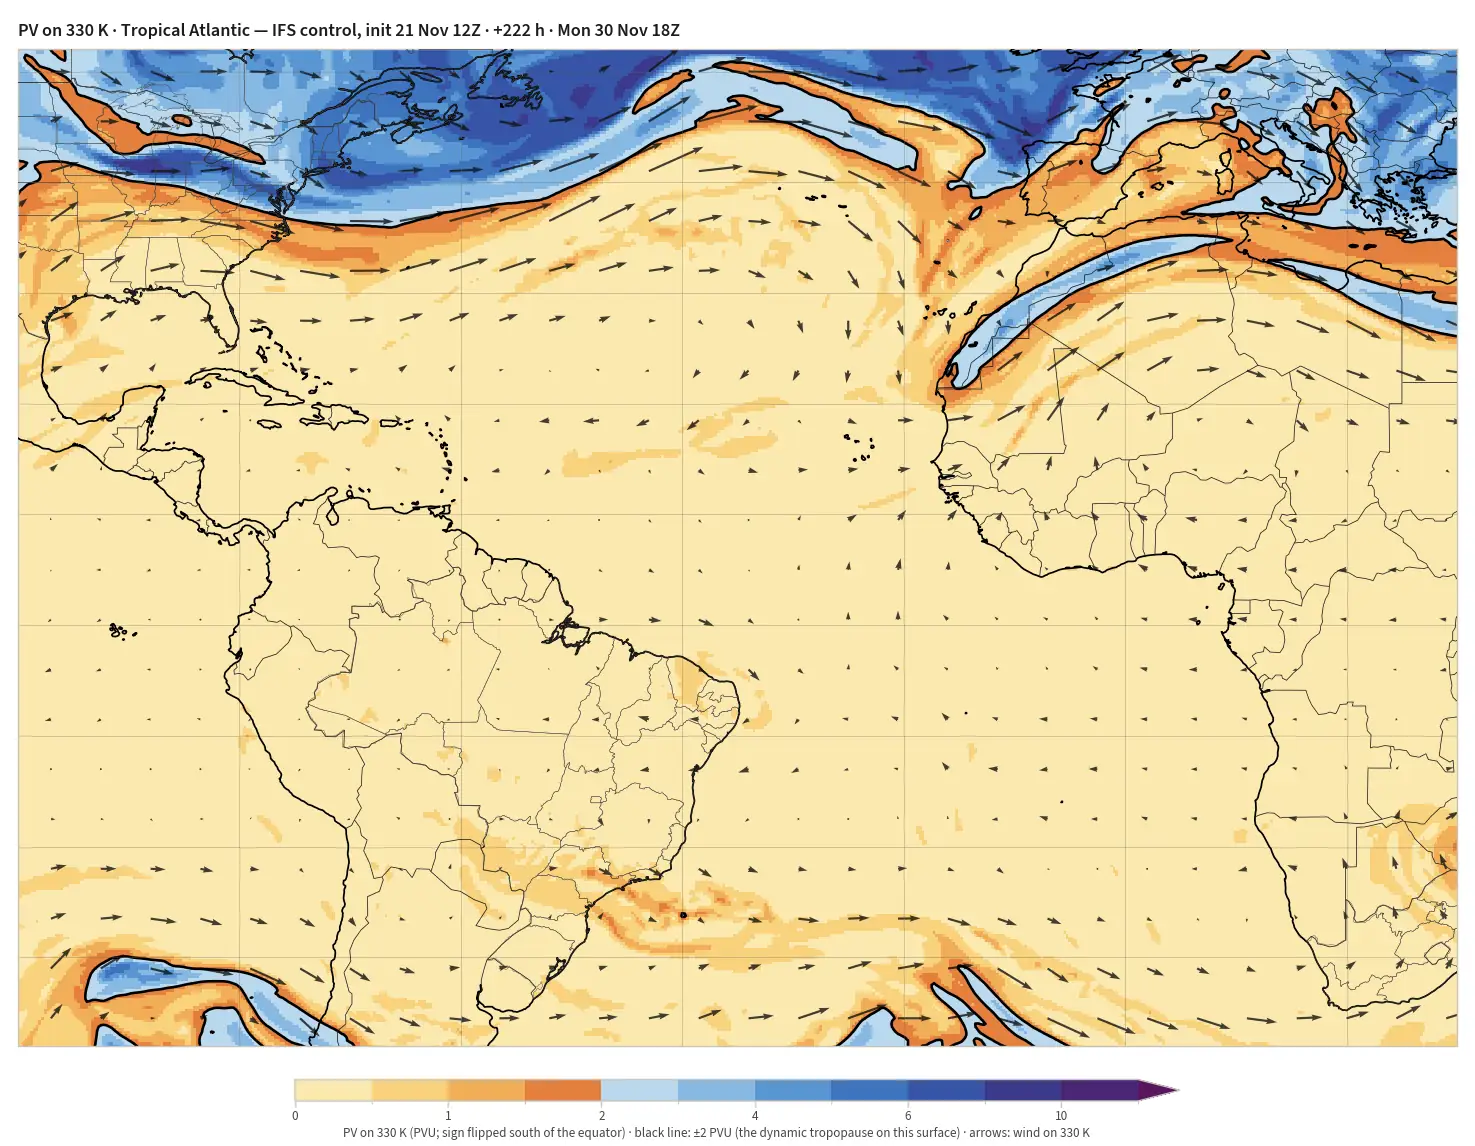 PV on 330 K · Tropical Atlantic — IFS control, init 21 Nov 12Z · +222 h · Mon 30 Nov 18Z
0 1 2 4 6 10
PV on 330 K (PVU; sign flipped south of the equator) · black line: ±2 PVU (the dynamic tropopause on this surface) · arrows: wind on 330 K